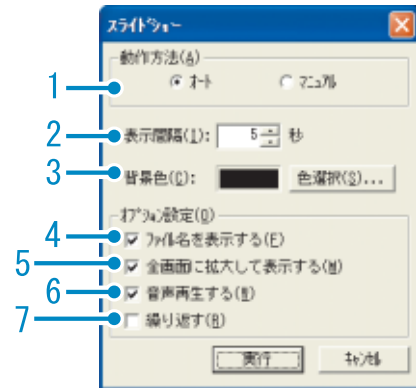 スライドショー
動作方法(A)
1
オート マニュアル
2 表示間隔(I): 5 秒
3 背景色(C): 色選択(S)...
オプション設定(O)
4 ファイル名を表示する(F)
5 全画面に拡大して表示する(M)
6 音声再生する(W)
7 繰り返す(R)
実行 キャンセル